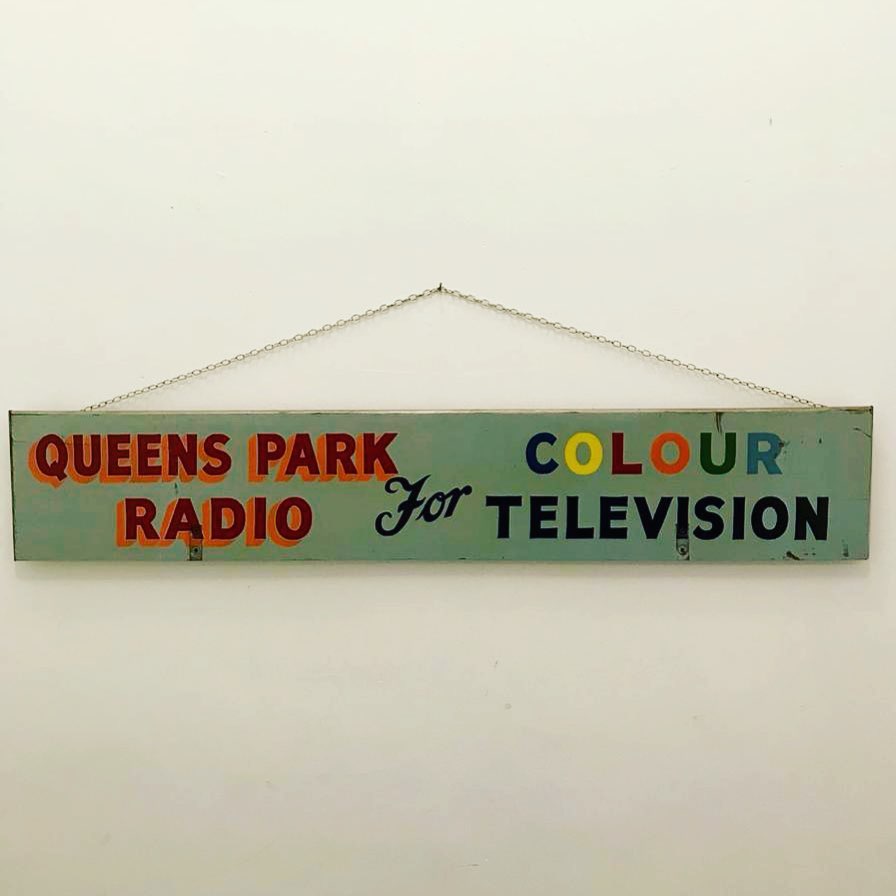 QUEENS PARK
RADIO
For
COLOUR
TELEVISION